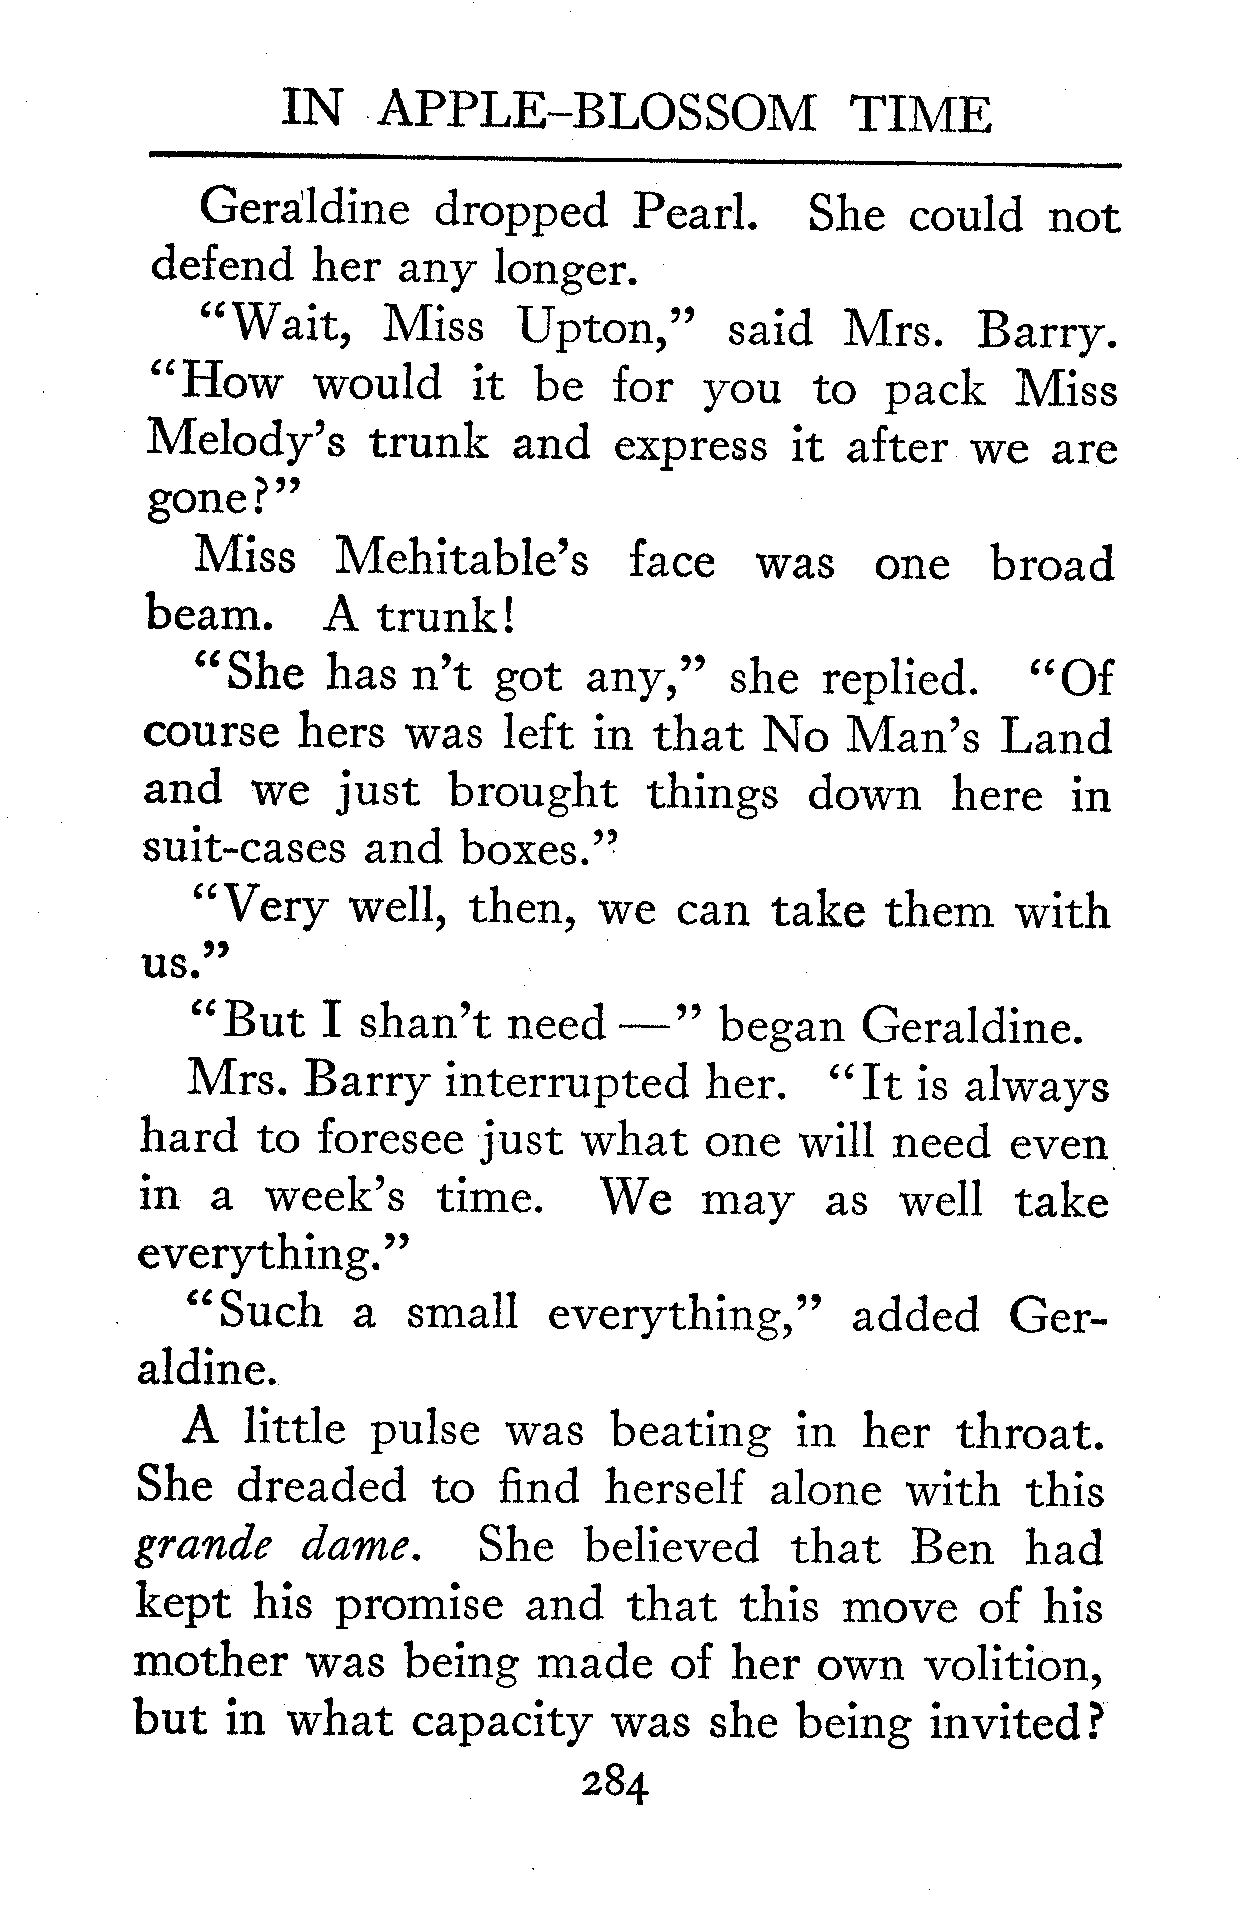 IN APPLE-BLOSSOM TIME
Geraldine dropped Pearl. She could not
defend her any longer.
“Wait, Miss Upton,” said Mrs. Barry.
“How would it be for you to pack Miss
Melody’s trunk and express it after we are
gone?”
Miss Mehitable’s face was one broad
beam. A trunk!
“She has n’t got any,” she replied. “Of
course hers was left in that No Man’s Land
and we just brought things down here in
suit-cases and boxes.”
“Very well, then, we can take them with
us.”
“But I shan’t need —” began Geraldine.
Mrs. Barry interrupted her. “It is always
hard to foresee just what one will need even
in a week’s time. We may as well take
everything.”
“Such a small everything,” added Ger-
aldine.
A little pulse was beating in her throat.
She dreaded to find herself alone with this
grande dame. She believed that Ben had
kept his promise and that this move of his
mother was being made of her own volition,
but in what capacity was she being invited?
284